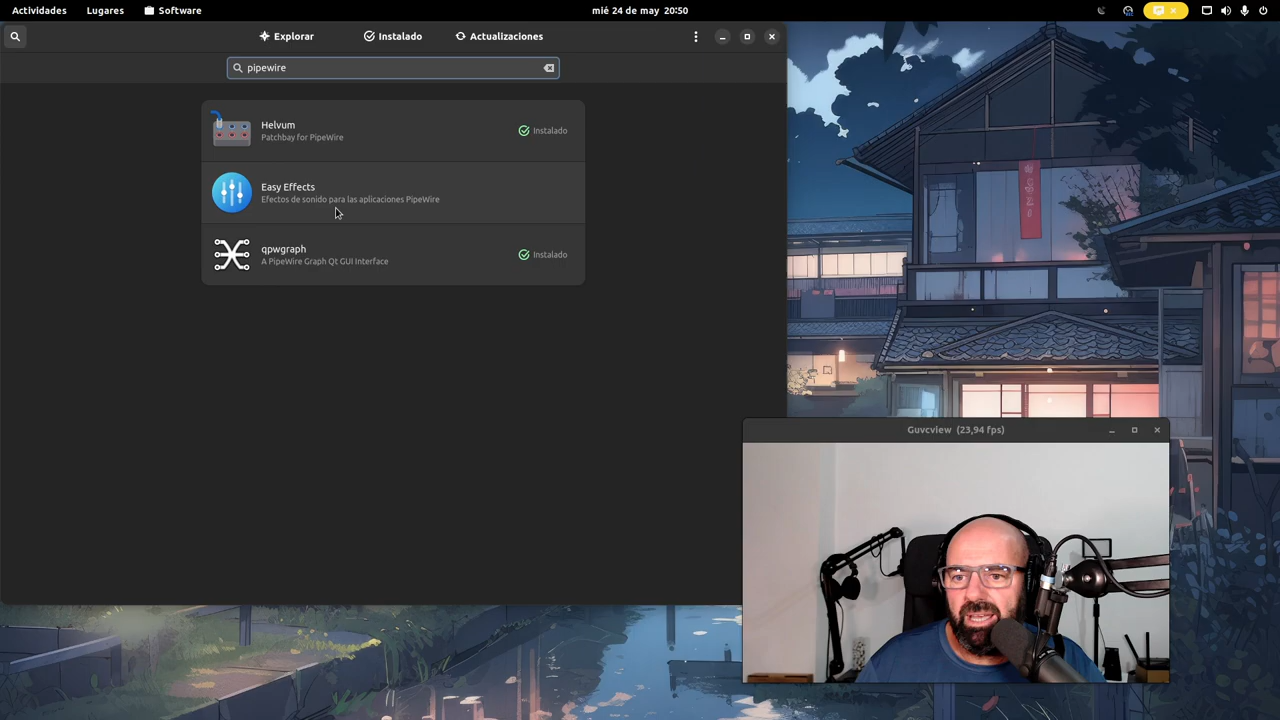 Actividades Lugares Software mié 24 de may 20:50
Explorar Instalado Actualizaciones
pipewire
Helvum
Patchbay for PipeWire
Instalado
Easy Effects
Efectos de sonido para las aplicaciones PipeWire
qpwgraph
A PipeWire Graph Qt GUI Interface
Instalado
Guvcview (23,94 fps)